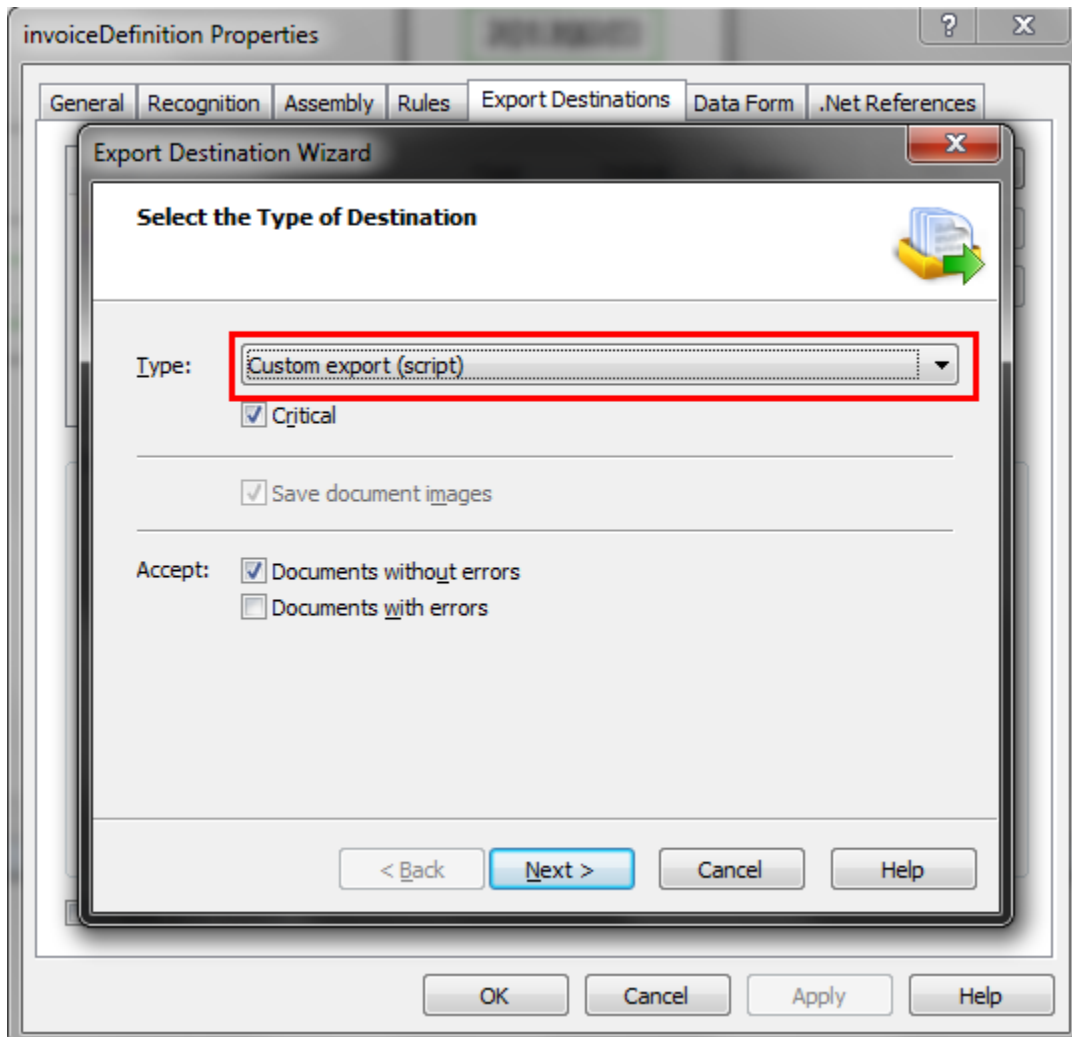 invoiceDefinition Properties
General Recognition Assembly Rules Export Destinations Data Form .Net References
Export Destination Wizard
Select the Type of Destination
Type: Custom export (script)
Critical
Save document images
Accept: Documents without errors
Documents with errors
< Back Next > Cancel Help
OK Cancel Apply Help